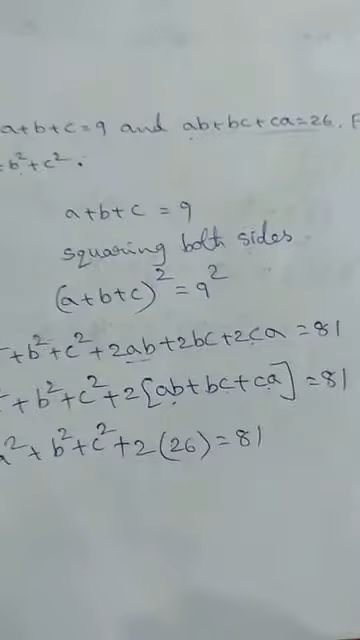 a+b+c=9 and ab+bc+ca=26.
b²+c².
a+b+c=9
squaring both sides
(a+b+c)²=9²
+b²+c²+2ab+2bc+2ca=81
+b²+c²+2[ab+bc+ca]=81
a²+b²+c²+2(26)=81